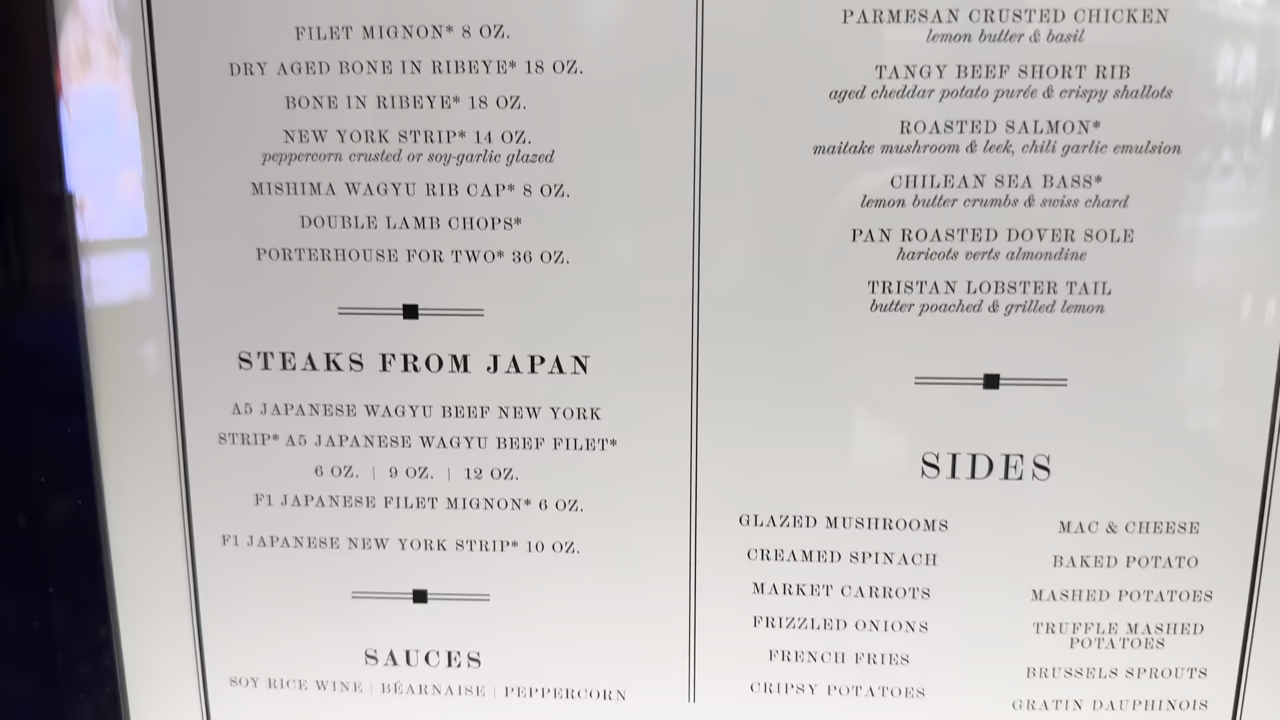 FILET MIGNON* 8 OZ.
DRY AGED BONE IN RIBEYE* 18 OZ.
BONE IN RIBEYE* 18 OZ.
NEW YORK STRIP* 14 OZ.
peppercorn crusted or soy-garlic glazed
MISHIMA WAGYU RIB CAP* 8 OZ.
DOUBLE LAMB CHOPS*
PORTERHOUSE FOR TWO* 36 OZ.
STEAKS FROM JAPAN
A5 JAPANESE WAGYU BEEF NEW YORK
STRIP* A5 JAPANESE WAGYU BEEF FILET*
6 OZ. | 9 OZ. | 12 OZ.
F1 JAPANESE FILET MIGNON* 6 OZ.
F1 JAPANESE NEW YORK STRIP* 10 OZ.
SAUCES
SOY RICE WINE | BÉARNAISE | PEPPERCORN
PARMESAN CRUSTED CHICKEN
lemon butter & basil
TANGY BEEF SHORT RIB
aged cheddar potato purée & crispy shallots
ROASTED SALMON*
maitake mushroom & leek, chili garlic emulsion
CHILEAN SEA BASS*
lemon butter crumbs & swiss chard
PAN ROASTED DOVER SOLE
haricots verts almondine
TRISTAN LOBSTER TAIL
butter poached & grilled lemon
SIDES
GLAZED MUSHROOMS
CREAMED SPINACH
MARKET CARROTS
FRIZZLED ONIONS
FRENCH FRIES
CRIPSY POTATOES
MAC & CHEESE
BAKED POTATO
MASHED POTATOES
TRUFFLE MASHED
POTATOES
BRUSSELS SPROUTS
GRATIN DAUPHINOIS